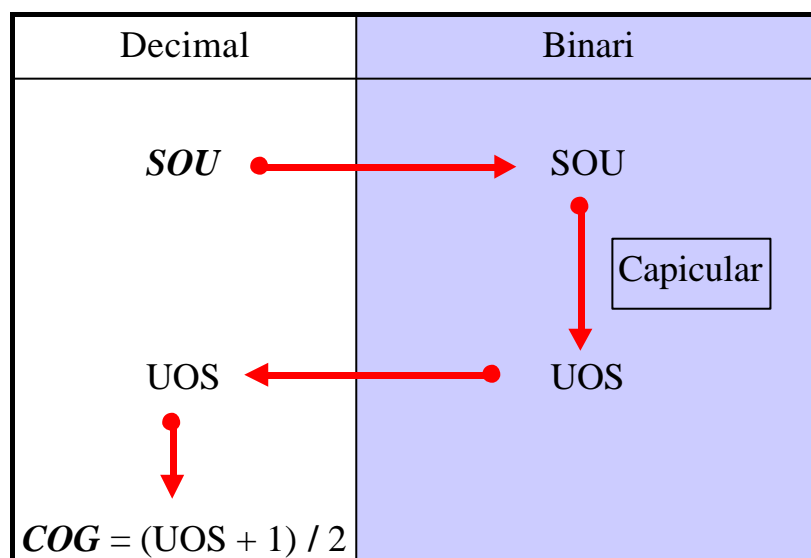 Decimal Binari
SOU SOU
Capicular
UOS UOS
COG = (UOS + 1) / 2